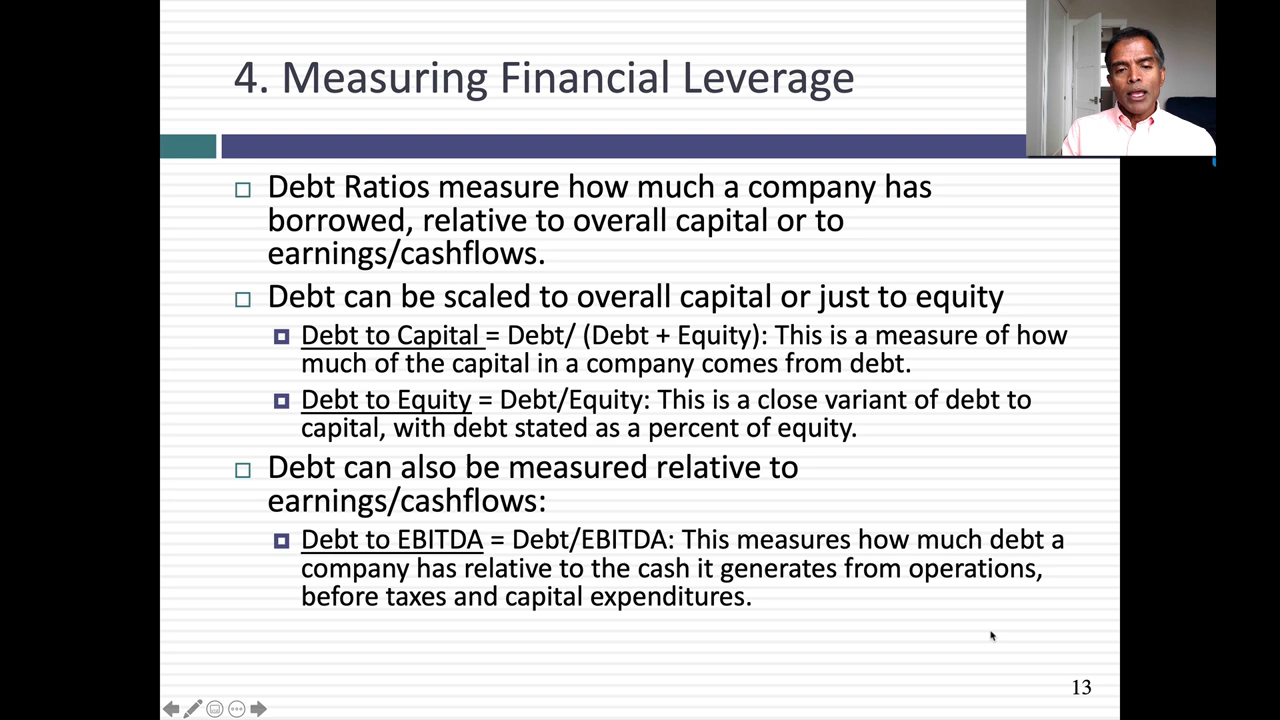 4. Measuring Financial Leverage
Debt Ratios measure how much a company has
borrowed, relative to overall capital or to
earnings/cashflows.
Debt can be scaled to overall capital or just to equity
Debt to Capital = Debt/ (Debt + Equity): This is a measure of how
much of the capital in a company comes from debt.
Debt to Equity = Debt/Equity: This is a close variant of debt to
capital, with debt stated as a percent of equity.
Debt can also be measured relative to
earnings/cashflows:
Debt to EBITDA = Debt/EBITDA: This measures how much debt a
company has relative to the cash it generates from operations,
before taxes and capital expenditures.
13